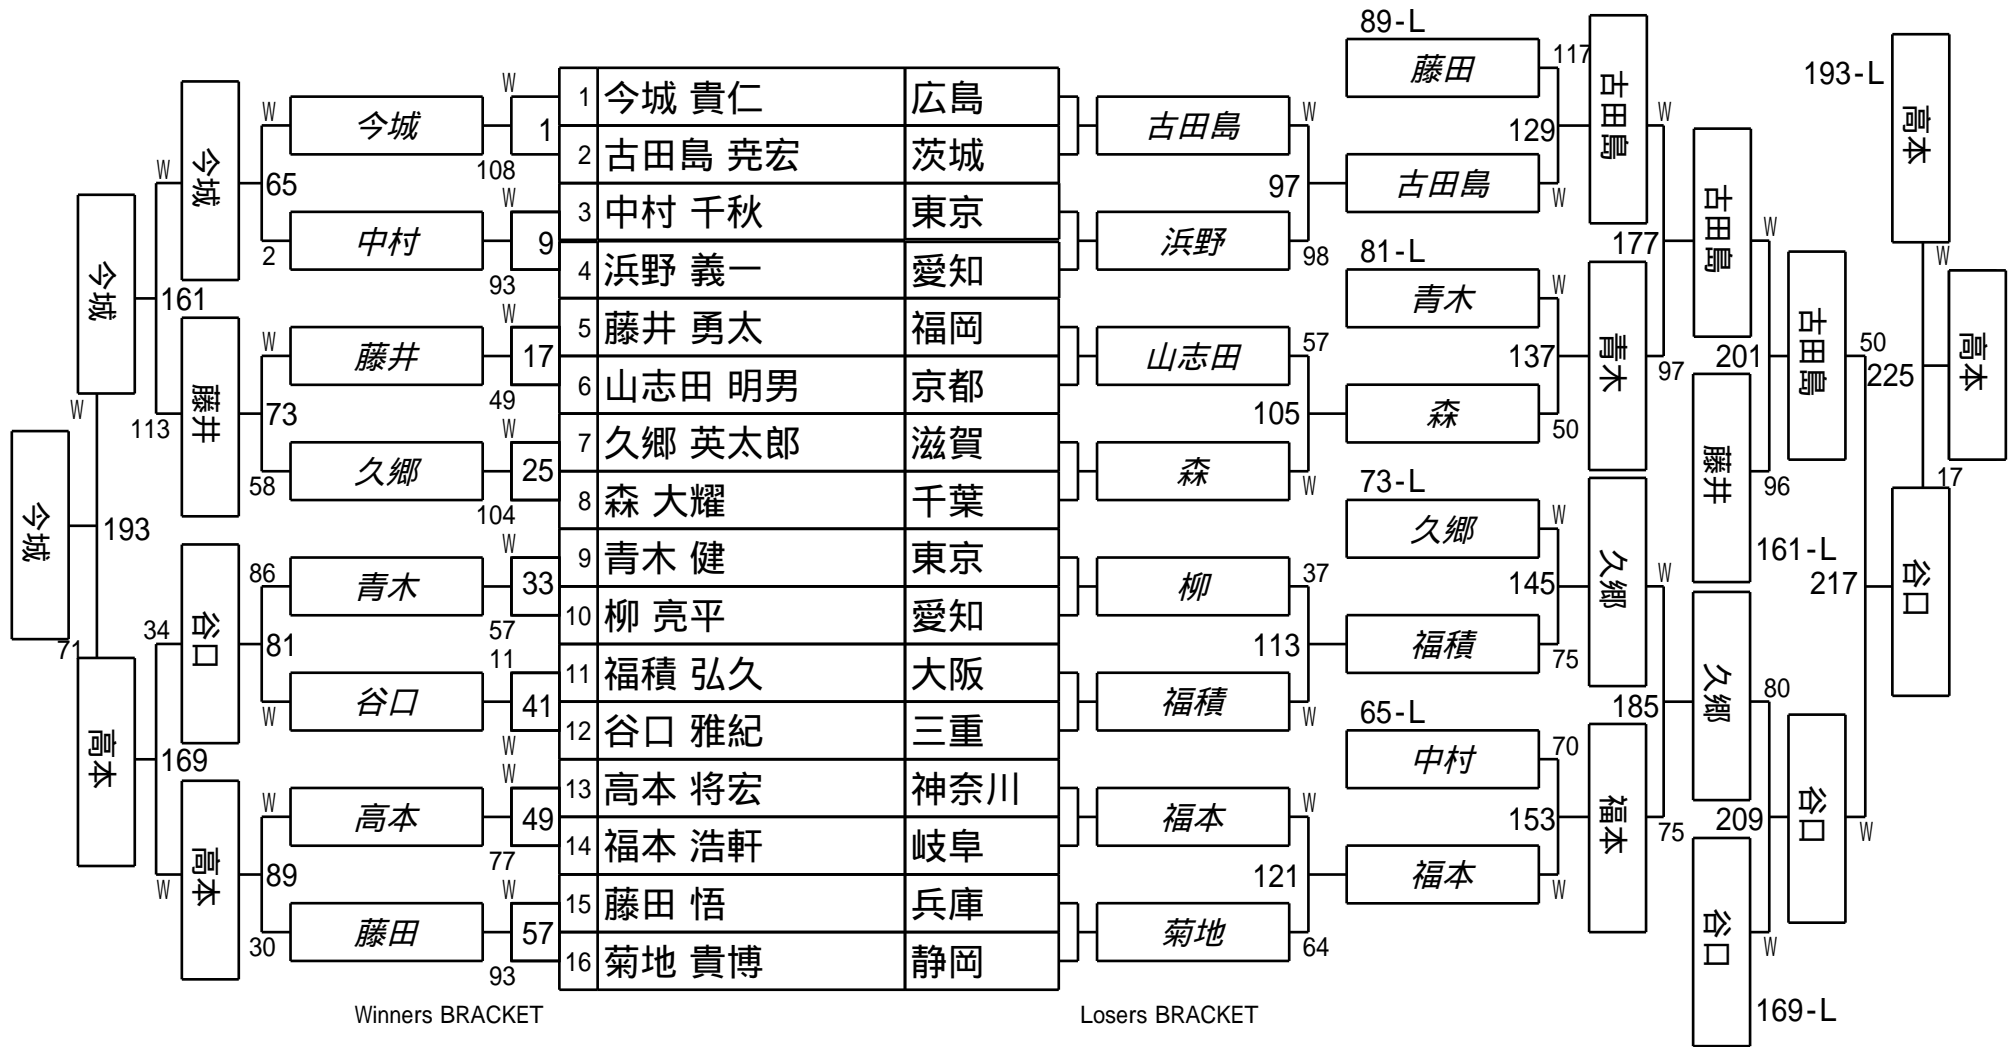 89-L
藤田
117
古田島
193-L
高本
W
今城
W
1 今城 貴仁 広島
古田島
W
今城
1
2 古田島 尭宏 茨城
129
W
108
65
W
古田島
古田島
W
W
3 中村 千秋 東京
97
W
高本
今城
2
中村
9
浜野
177
W
93
4 浜野 義一 愛知
98
81-L
161
W
青木
W
古田島
W
藤井
17
5 藤井 勇太 福岡
山志田
57
137
青木
201
50
225
高本
49
6 山志田 明男 京都
97
藤井
73
W
105
森
藤井
W
113
7 久郷 英太郎 滋賀
50
58
久郷
25
森
W
96
17
104
8 森 大耀 千葉
73-L
今城
193
W
久郷
W
久郷
161-L
谷口
86
青木
33
9 青木 健 東京
柳
37
145
W
217
谷口
57
10 柳 亮平 愛知
71
34
81
11
113
福積
75
久郷
谷口
41
11 福積 弘久 大阪
福積
80
W
W
12 谷口 雅紀 三重
W
65-L
185
高本
169
W
中村
70
谷口
W
高本
49
13 高本 将宏 神奈川
福本
W
153
福本
75
209
W
77
14 福本 浩軒 岐阜
W
高本
89
W
121
福本
W
谷口
30
藤田
57
15 藤田 悟 兵庫
菊地
64
W
93
16 菊地 貴博 静岡
Winners BRACKET
Losers BRACKET
169-L